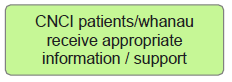 CNCI patients/whanau
receive appropriate
information / support